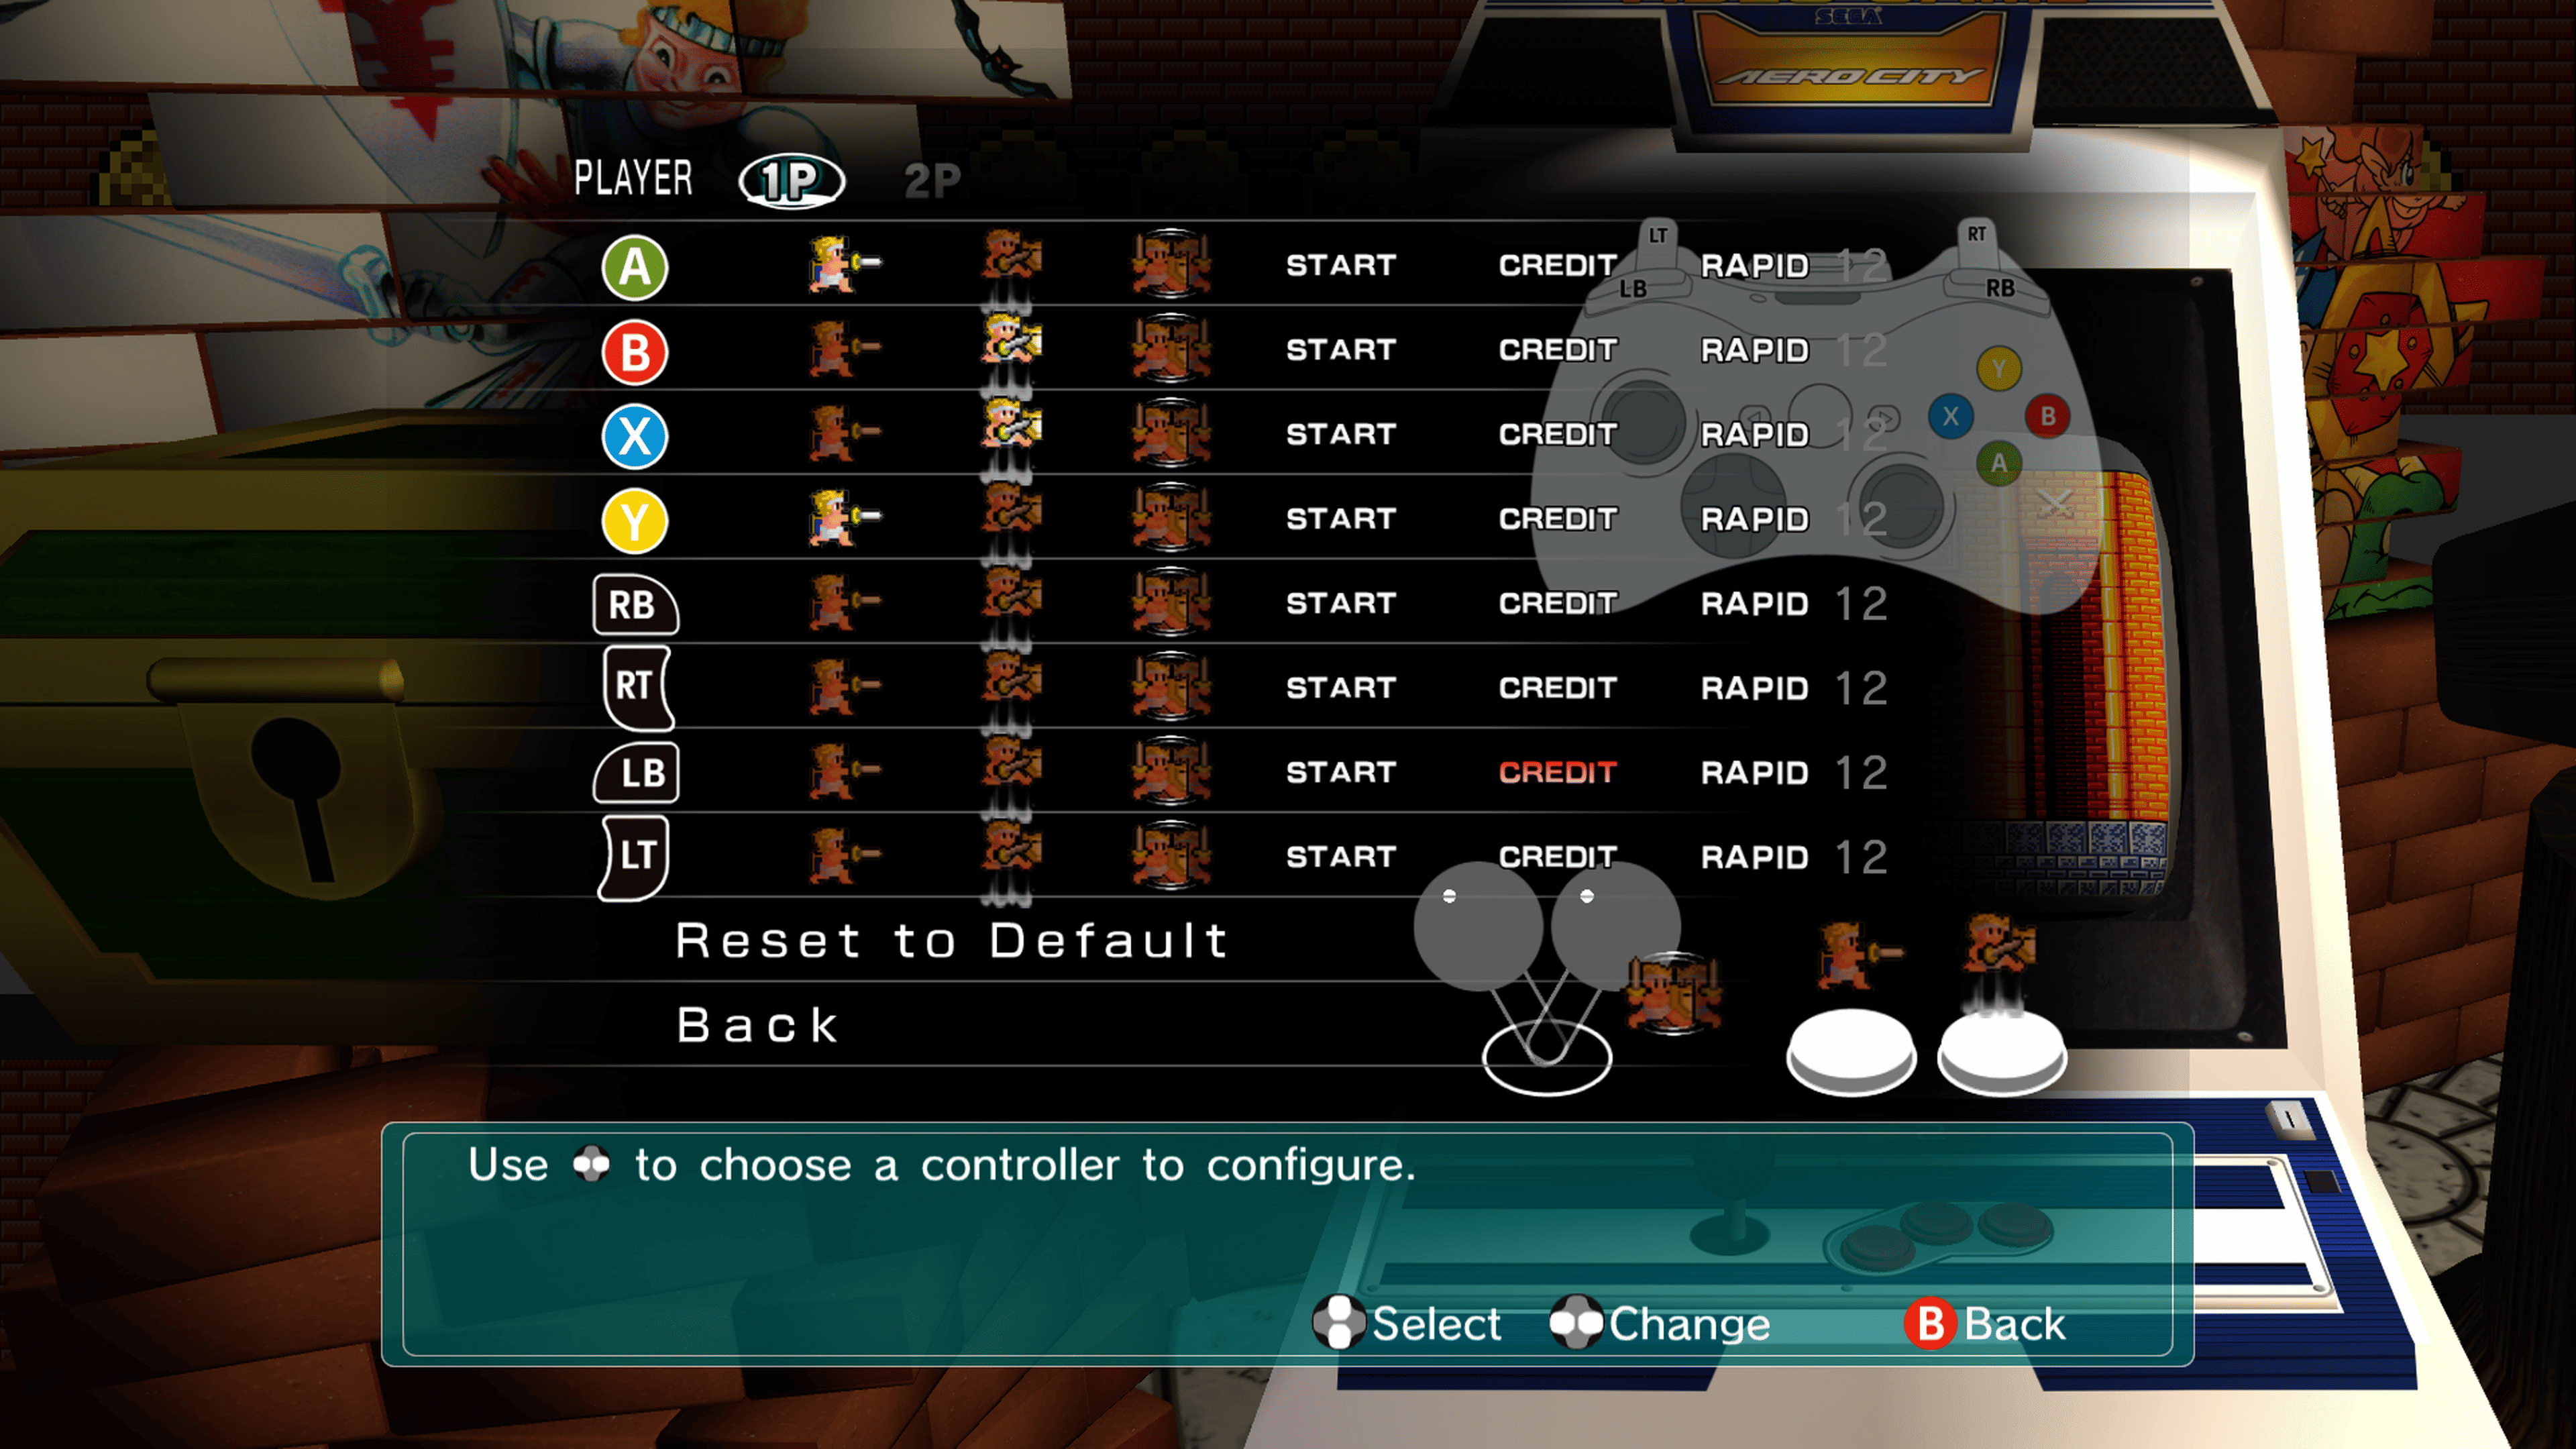 SEGA
AERO CITY
PLAYER 1P 2P
LT RT
LB RB
A START CREDIT RAPID 12
B START CREDIT RAPID 12
X START CREDIT RAPID 12
Y START CREDIT RAPID 12
Y
X B
A
RB START CREDIT RAPID 12
RT START CREDIT RAPID 12
LB START CREDIT RAPID 12
LT START CREDIT RAPID 12
Reset to Default
Back
Use to choose a controller to configure.
Select Change B Back